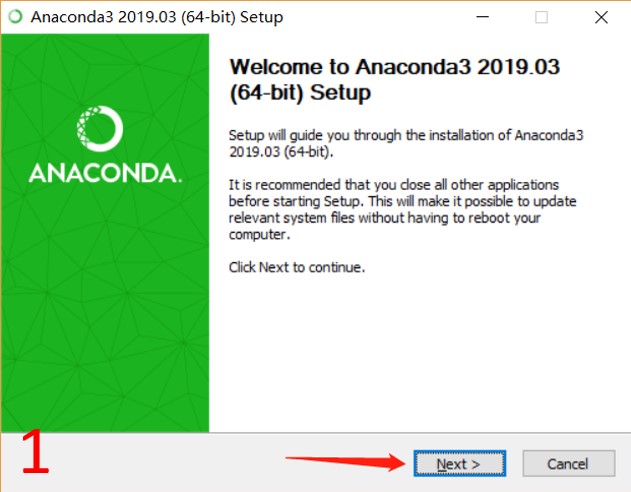 Anaconda3 2019.03 (64-bit) Setup
Welcome to Anaconda3 2019.03
(64-bit) Setup
ANACONDA.
Setup will guide you through the installation of Anaconda3
2019.03 (64-bit).
It is recommended that you close all other applications
before starting Setup. This will make it possible to update
relevant system files without having to reboot your
computer.
Click Next to continue.
1
Next >
Cancel